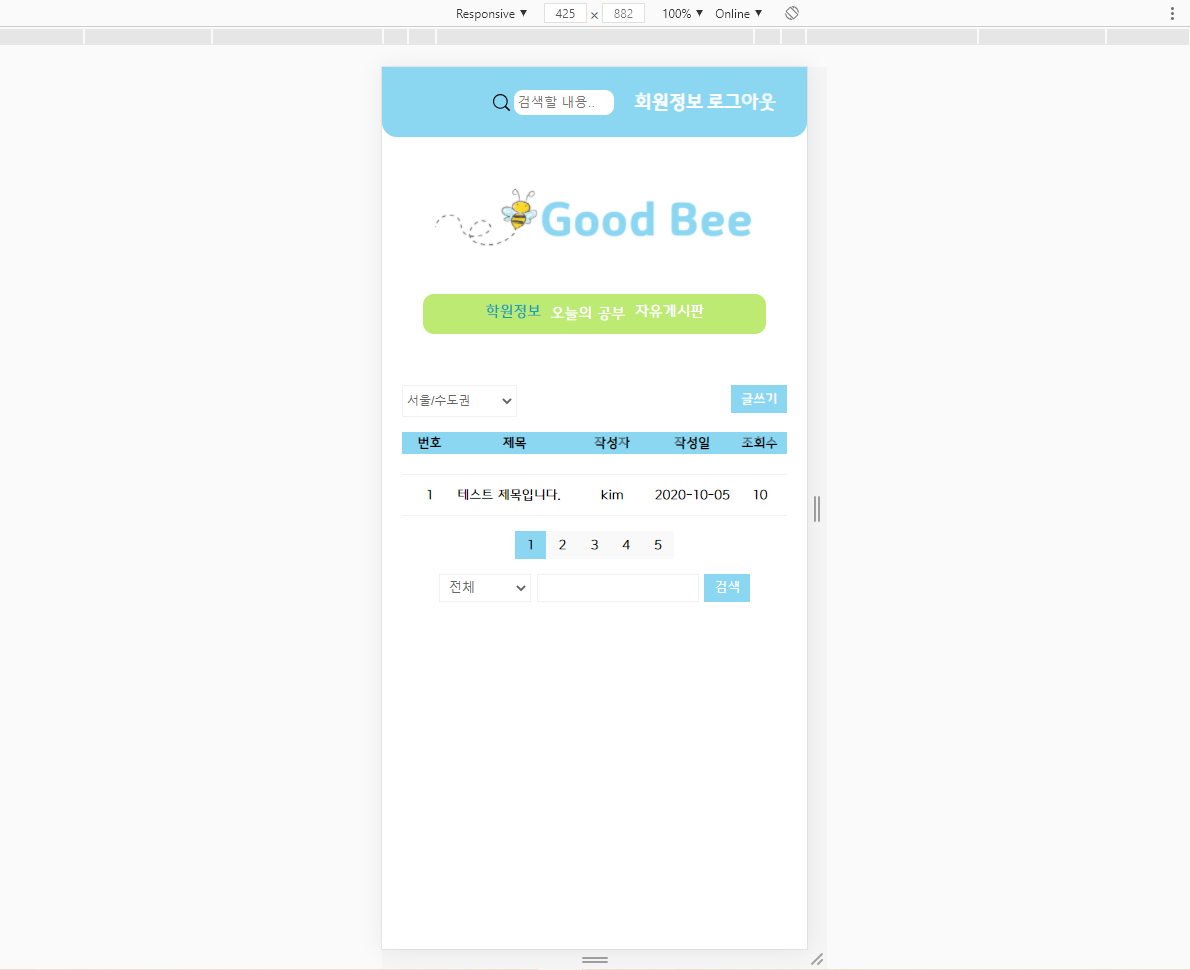 Responsive ▼ 425 × 882 100% ▼ Online ▼
검색할 내용.. 회원정보 로그아웃
Good Bee
학원정보 오늘의 공부 자유게시판
서울/수도권 글쓰기
번호 제목 작성자 작성일 조회수
1 테스트 제목입니다. kim 2020-10-05 10
1 2 3 4 5
전체 검색